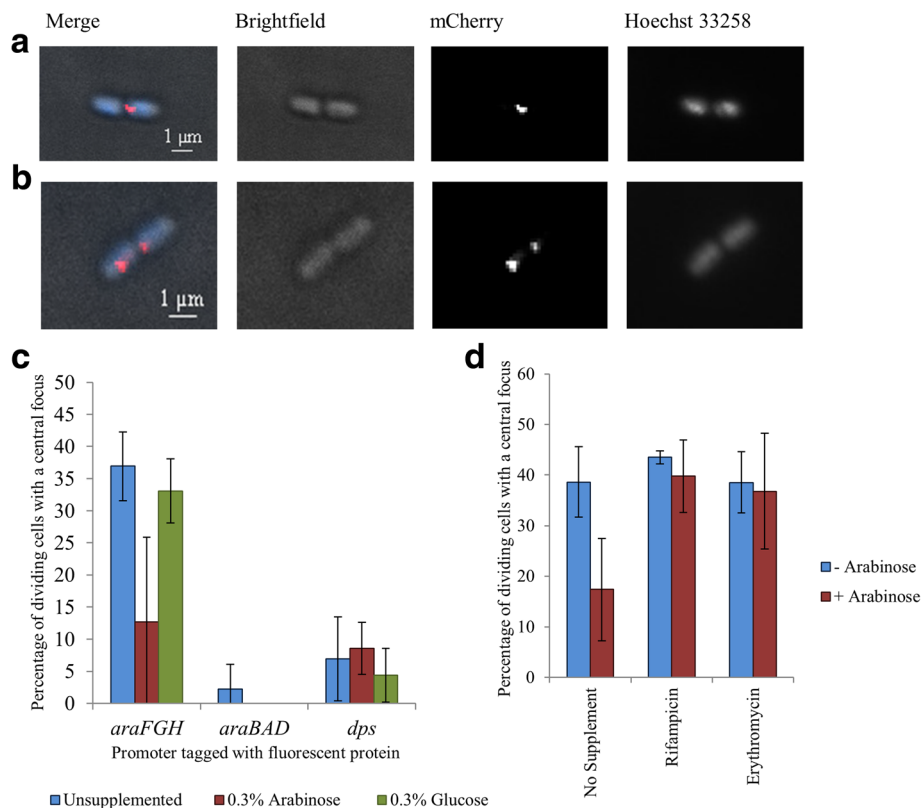 Merge Brightfield mCherry Hoechst 33258
a
1 µm
b
1 µm
c
Percentage of dividing cells with a central focus
50
45
40
35
30
25
20
15
10
5
0
araFGH araBAD dps
Promoter tagged with fluorescent protein
Unsupplemented 0.3% Arabinose 0.3% Glucose
d
Percentage of dividing cells with a central focus
60
50
40
30
20
10
0
No Supplement
Rifampicin
Erythromycin
- Arabinose
+ Arabinose